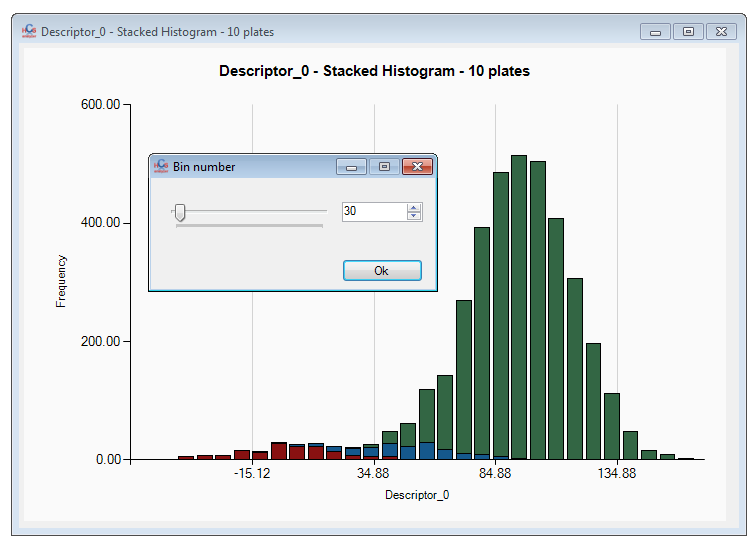 Descriptor_0 - Stacked Histogram - 10 plates
Descriptor_0 - Stacked Histogram - 10 plates
600.00
Bin number
30
Ok
400.00
Frequency
200.00
0.00
-15.12
34.88
84.88
134.88
Descriptor_0